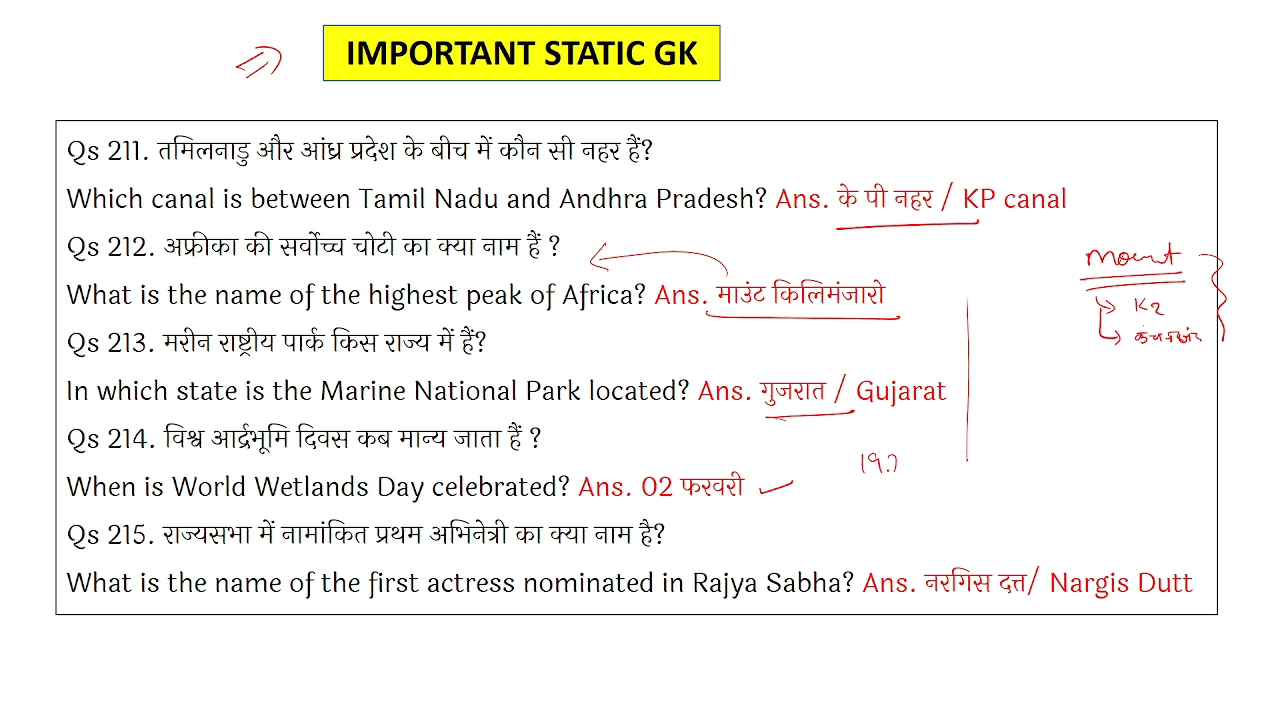 IMPORTANT STATIC GK
Qs 211. तमिलनाडु और आंध्र प्रदेश के बीच में कौन सी नहर हैं?
Which canal is between Tamil Nadu and Andhra Pradesh? Ans. के पी नहर / KP canal
Qs 212. अफ्रीका की सर्वोच्च चोटी का क्या नाम हैं ?
What is the name of the highest peak of Africa? Ans. माउंट किलिमंजारो
Mount
K2
Qs 213. मरीन राष्ट्रीय पार्क किस राज्य में हैं?
In which state is the Marine National Park located? Ans. गुजरात / Gujarat
Qs 214. विश्व आर्द्रभूमि दिवस कब मान्य जाता हैं ?
When is World Wetlands Day celebrated? Ans. 02 फरवरी
Qs 215. राज्यसभा में नामांकित प्रथम अभिनेत्री का क्या नाम है?
What is the name of the first actress nominated in Rajya Sabha? Ans. नरगिस दत्त/ Nargis Dutt